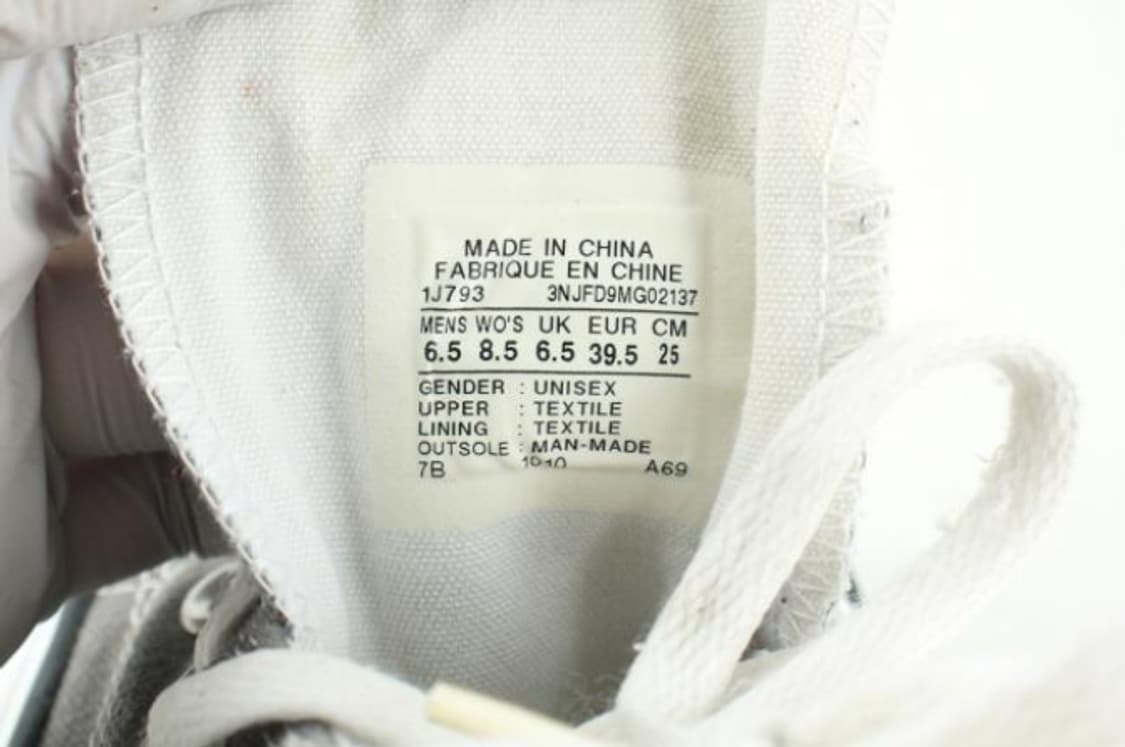 MADE IN CHINA
FABRIQUE EN CHINE
1J793 3NJFD9MG02137
MENS WO'S UK EUR CM
6.5 8.5 6.5 39.5 25
GENDER : UNISEX
UPPER : TEXTILE
LINING : TEXTILE
OUTSOLE : MAN-MADE
7B 1910 A69